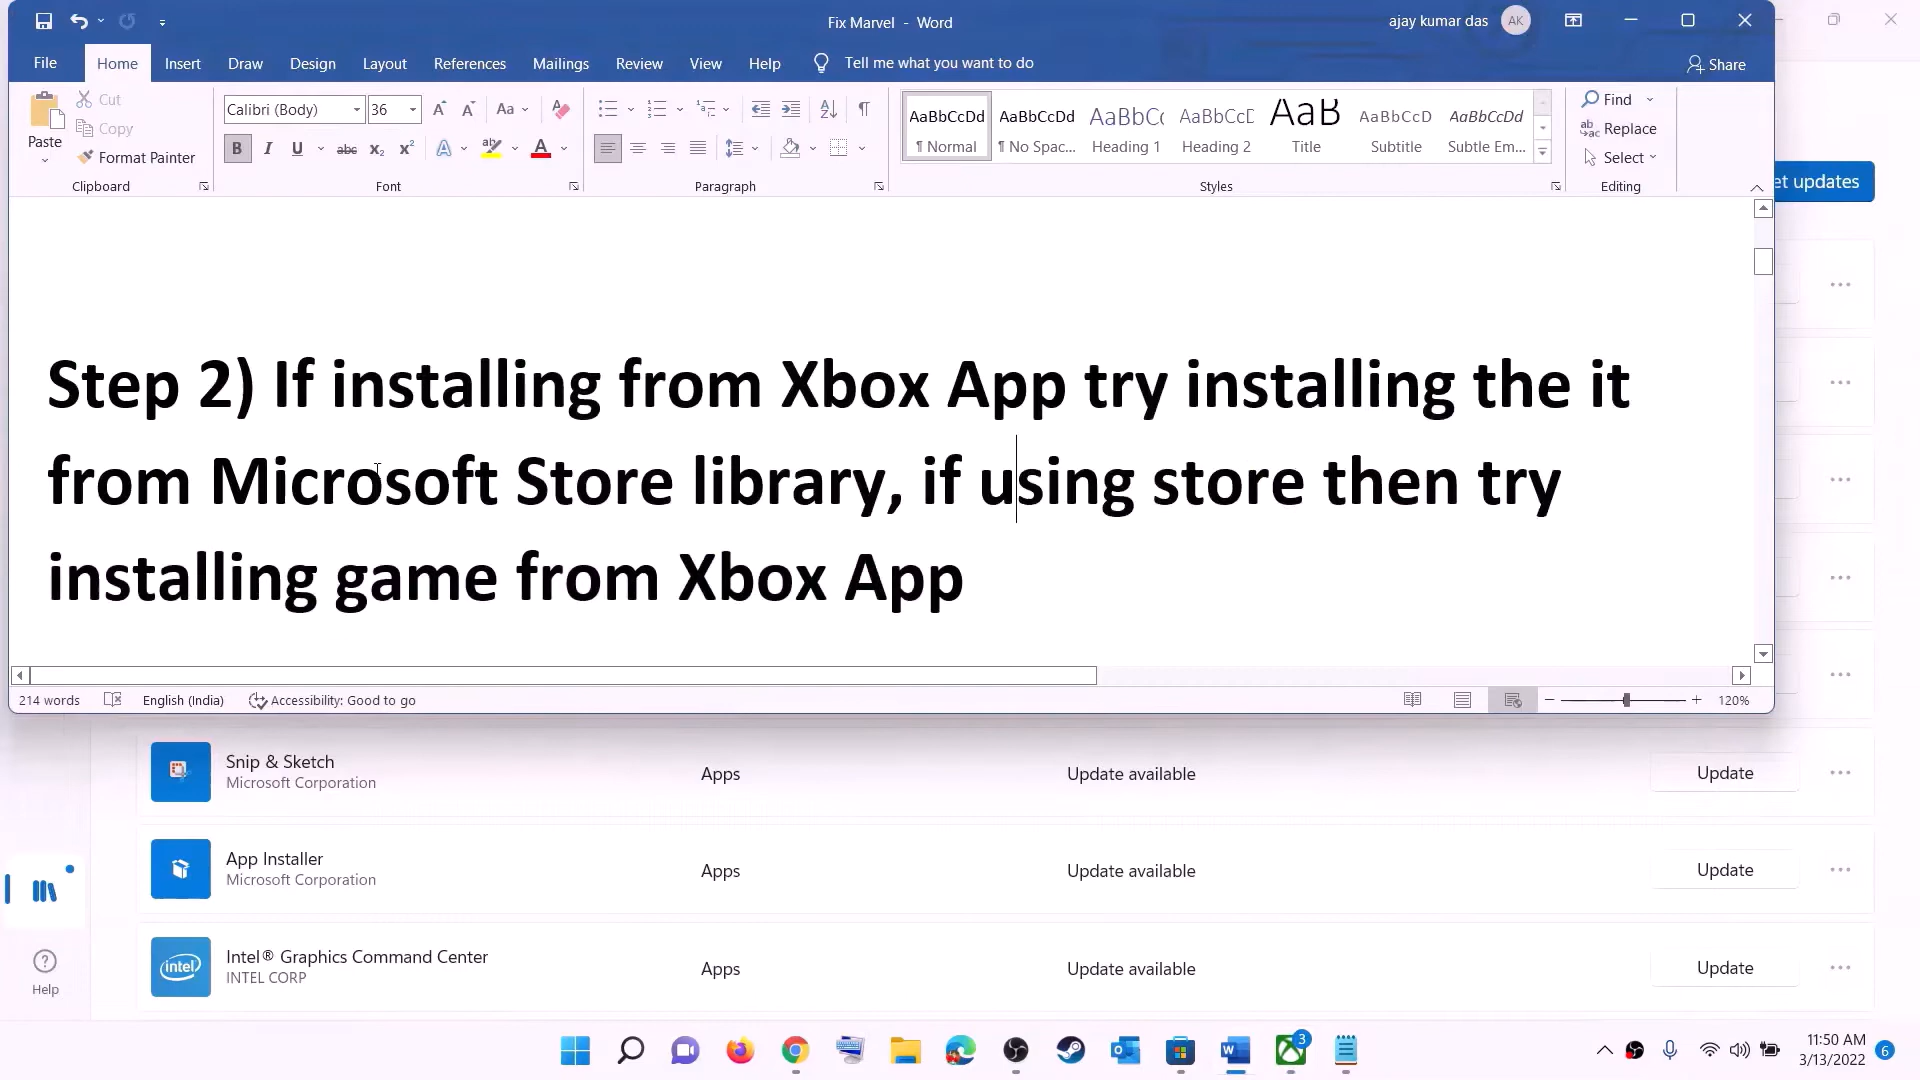 Fix Marvel - Word
ajay kumar das
AK
File
Home
Insert
Draw
Design
Layout
References
Mailings
Review
View
Help
Tell me what you want to do
Share
Paste
Cut
Copy
Format Painter
Clipboard
Calibri (Body)
36
Font
Paragraph
AaBbCcDd
¶ Normal
AaBbCcDd
¶ No Spac...
AaBbC(
Heading 1
AaBbCcC
Heading 2
AaB
Title
AaBbCcD
Subtitle
AaBbCcDd
Subtle Em...
Styles
Find
Replace
Select
Editing
et updates
Step 2) If installing from Xbox App try installing the it
from Microsoft Store library, if using store then try
installing game from Xbox App
214 words
English (India)
Accessibility: Good to go
120%
Snip & Sketch
Microsoft Corporation
Apps
Update available
Update
App Installer
Microsoft Corporation
Apps
Update available
Update
intel
Intel® Graphics Command Center
INTEL CORP
Apps
Update available
Update
Help
3
11:50 AM
3/13/2022
6